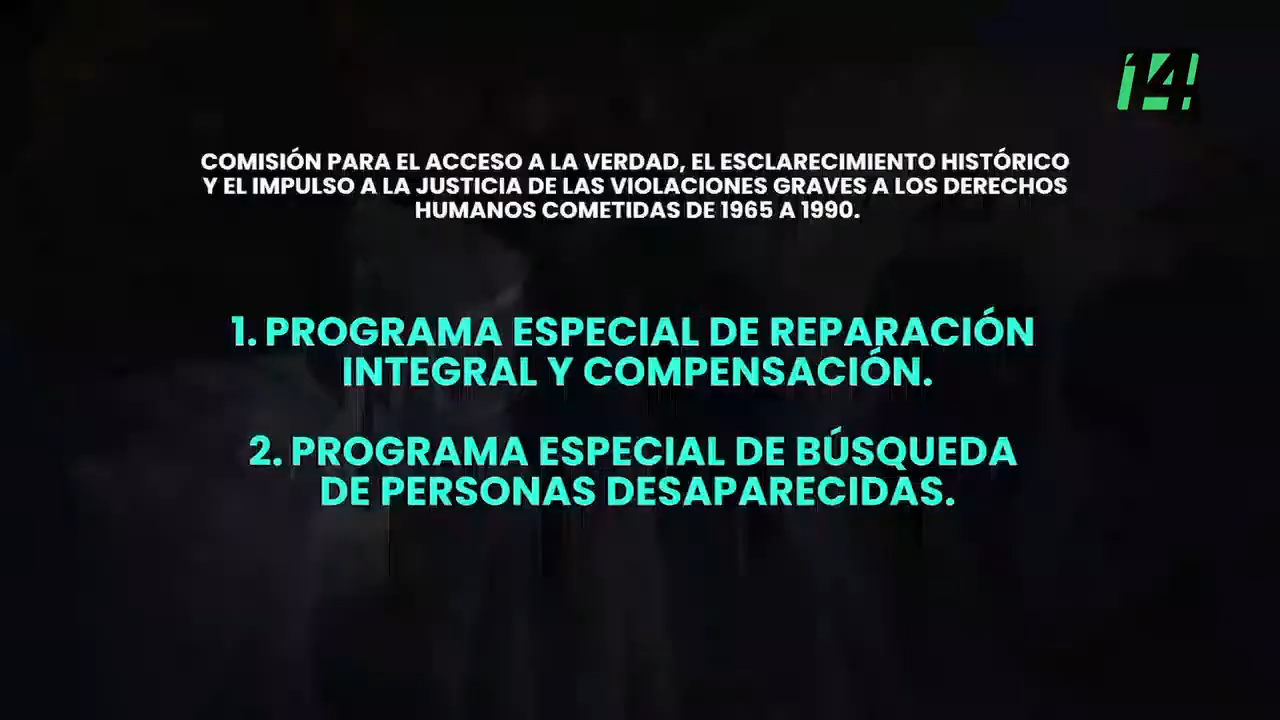 14!
COMISIÓN PARA EL ACCESO A LA VERDAD, EL ESCLARECIMIENTO HISTÓRICO
Y EL IMPULSO A LA JUSTICIA DE LAS VIOLACIONES GRAVES A LOS DERECHOS
HUMANOS COMETIDAS DE 1965 A 1990.
1. PROGRAMA ESPECIAL DE REPARACIÓN
INTEGRAL Y COMPENSACIÓN.
2. PROGRAMA ESPECIAL DE BÚSQUEDA
DE PERSONAS DESAPARECIDAS.